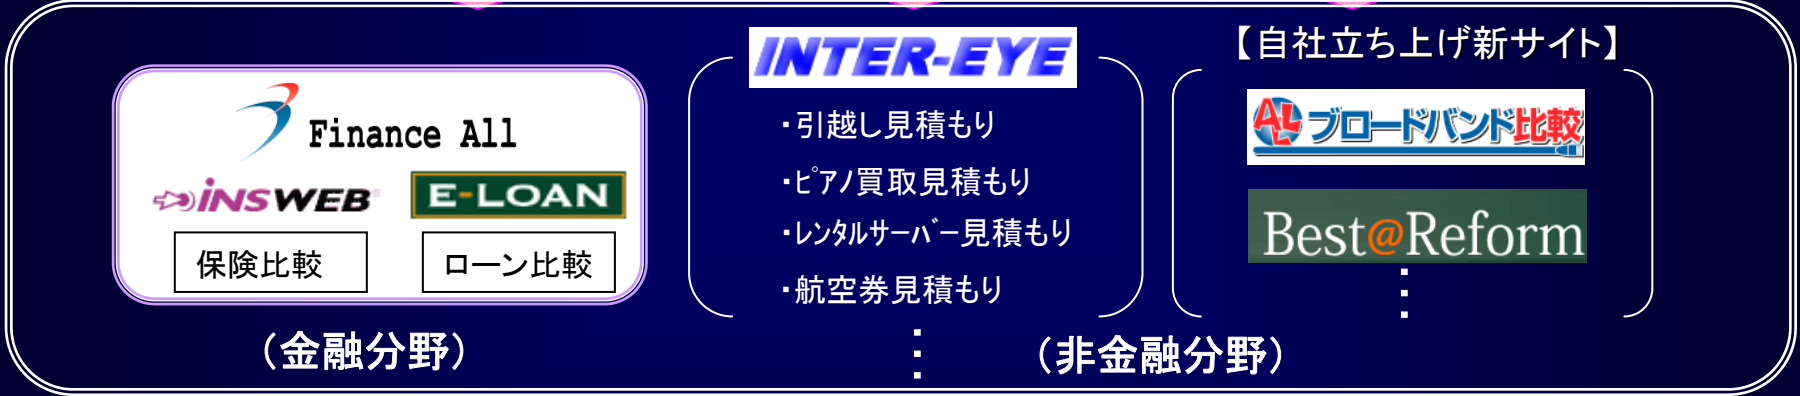 Finance All
iNSWEB
E-LOAN
保険比較
ローン比較
(金融分野)
INTER-EYE
・引越し見積もり
・ﾋﾟｱﾉ買取見積もり
・ﾚﾝﾀﾙｻｰﾊﾞｰ見積もり
・航空券見積もり
【自社立ち上げ新サイト】
ALL ブロードバンド比較
Best@Reform
(非金融分野)